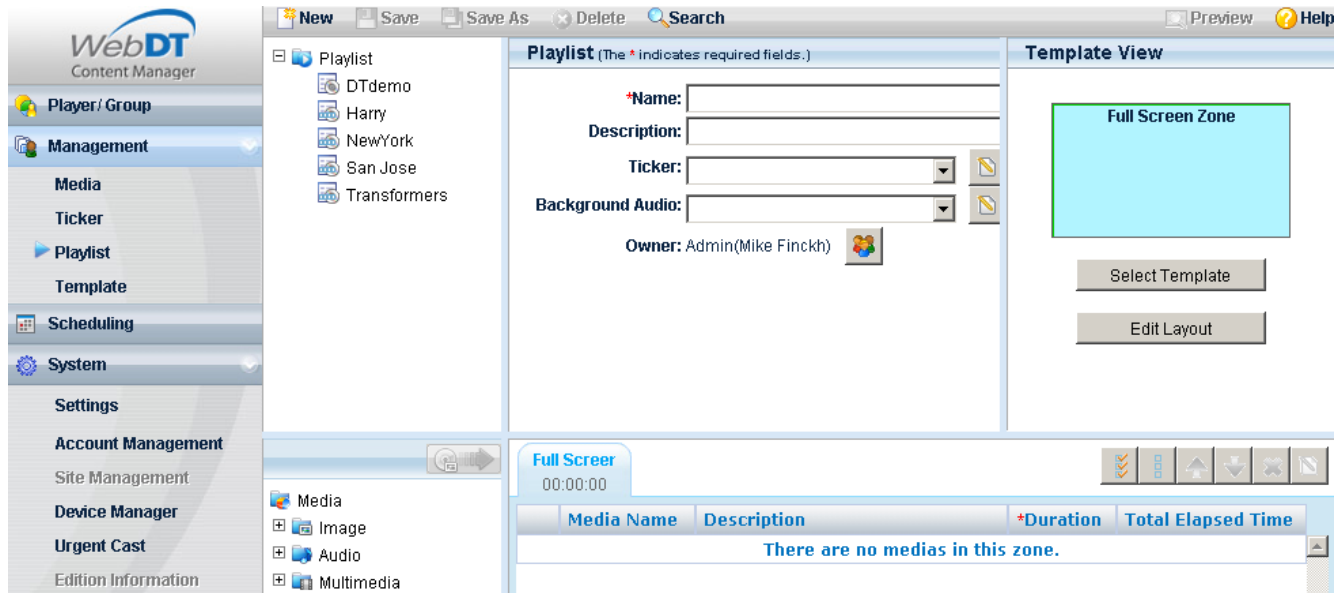 WebDT
Content Manager
Player/Group
Management
Media
Ticker
Playlist
Template
Scheduling
System
Settings
Account Management
Site Management
Device Manager
Urgent Cast
Edition Information
New Save Save As Delete Search Preview Help
Playlist
DTdemo
Harry
NewYork
San Jose
Transformers
Media
Image
Audio
Multimedia
Playlist (The * indicates required fields.)
*Name:
Description:
Ticker:
Background Audio:
Owner: Admin(Mike Finckh)
Template View
Full Screen Zone
Select Template
Edit Layout
Full Screer
00:00:00
Media Name Description *Duration Total Elapsed Time
There are no medias in this zone.